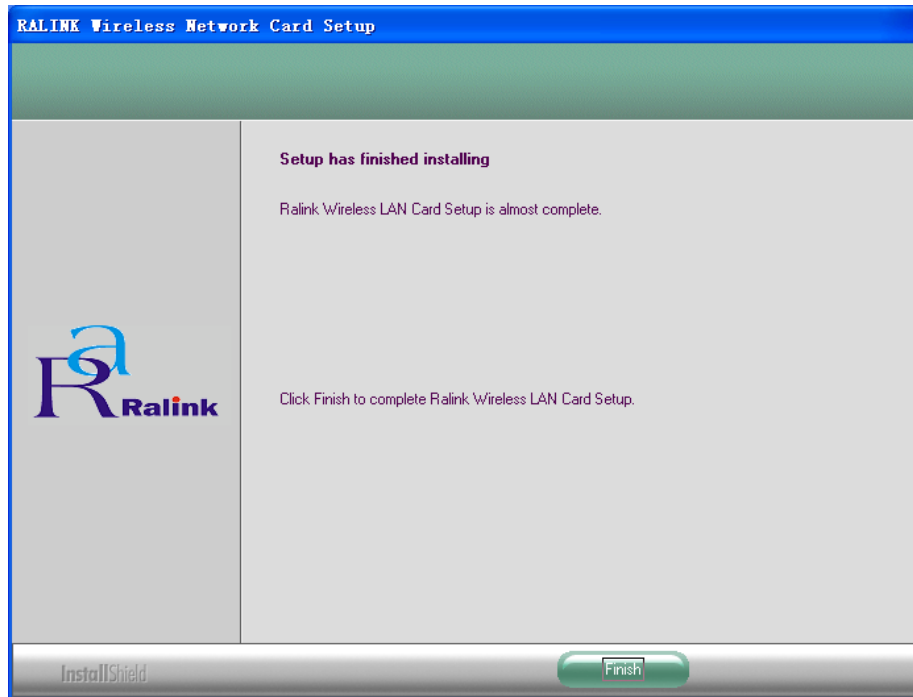 RALINK Wireless Network Card Setup
Setup has finished installing
Ralink Wireless LAN Card Setup is almost complete.
Ra
Ralink
Click Finish to complete Ralink Wireless LAN Card Setup.
InstallShield
Finish